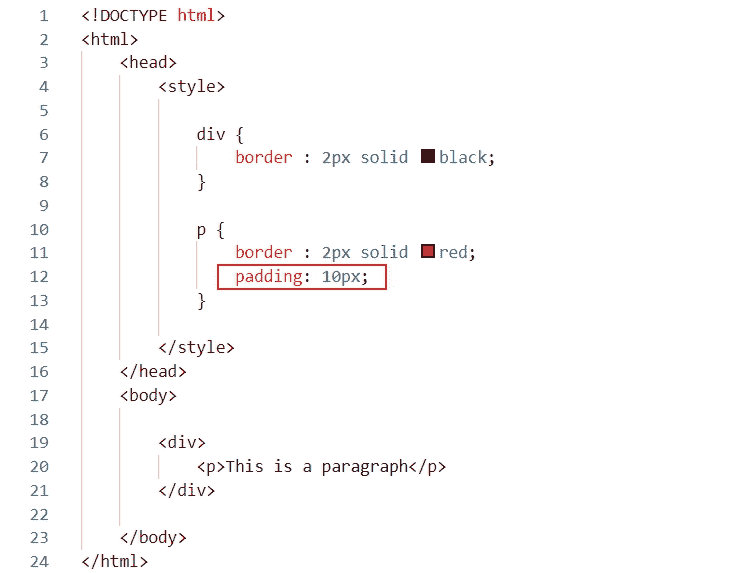 1 <!DOCTYPE html>
2 <html>
3 <head>
4 <style>
5
6 div {
7 border : 2px solid black;
8 }
9
10 p {
11 border : 2px solid red;
12 padding: 10px;
13 }
14
15 </style>
16 </head>
17 <body>
18
19 <div>
20 <p>This is a paragraph</p>
21 </div>
22
23 </body>
24 </html>